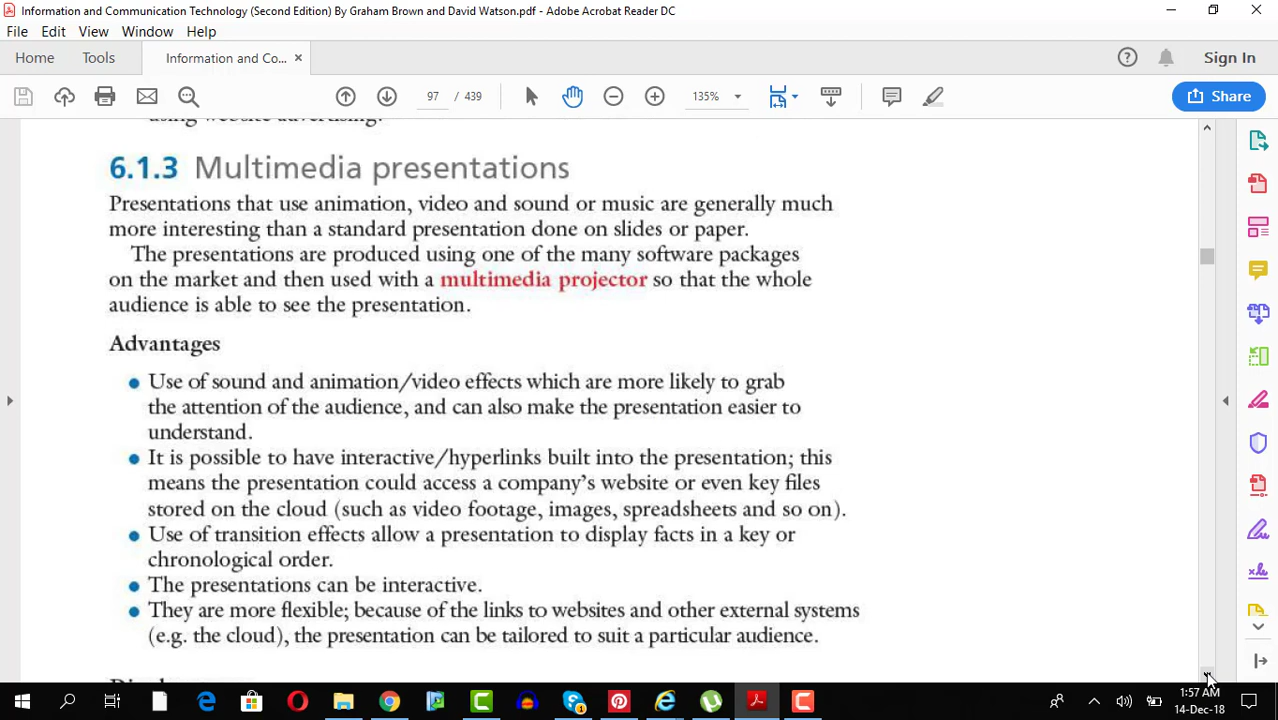 Information and Communication Technology (Second Edition) By Graham Brown and David Watson.pdf - Adobe Acrobat Reader DC
File Edit View Window Help
Home Tools Information and Co... × Sign In
97 / 439 135% Share
using website advertising.
6.1.3 Multimedia presentations
Presentations that use animation, video and sound or music are generally much
more interesting than a standard presentation done on slides or paper.
The presentations are produced using one of the many software packages
on the market and then used with a multimedia projector so that the whole
audience is able to see the presentation.
Advantages
● Use of sound and animation/video effects which are more likely to grab
the attention of the audience, and can also make the presentation easier to
understand.
● It is possible to have interactive/hyperlinks built into the presentation; this
means the presentation could access a company's website or even key files
stored on the cloud (such as video footage, images, spreadsheets and so on).
● Use of transition effects allow a presentation to display facts in a key or
chronological order.
● The presentations can be interactive.
● They are more flexible; because of the links to websites and other external systems
(e.g. the cloud), the presentation can be tailored to suit a particular audience.
1:57 AM
14-Dec-18